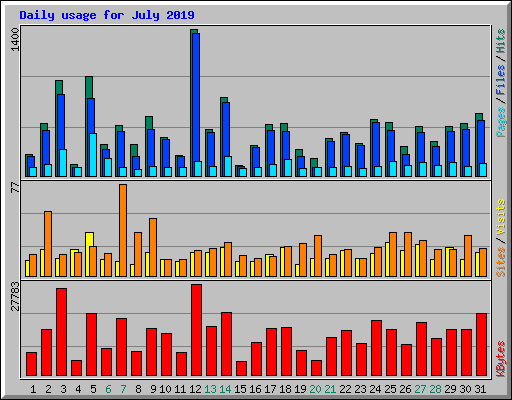 Daily usage for July 2019
1400
Pages / Files / Hits
77
Sites / Visits
27783
KBytes
1 2 3 4 5 6 7 8 9 10 11 12 13 14 15 16 17 18 19 20 21 22 23 24 25 26 27 28 29 30 31